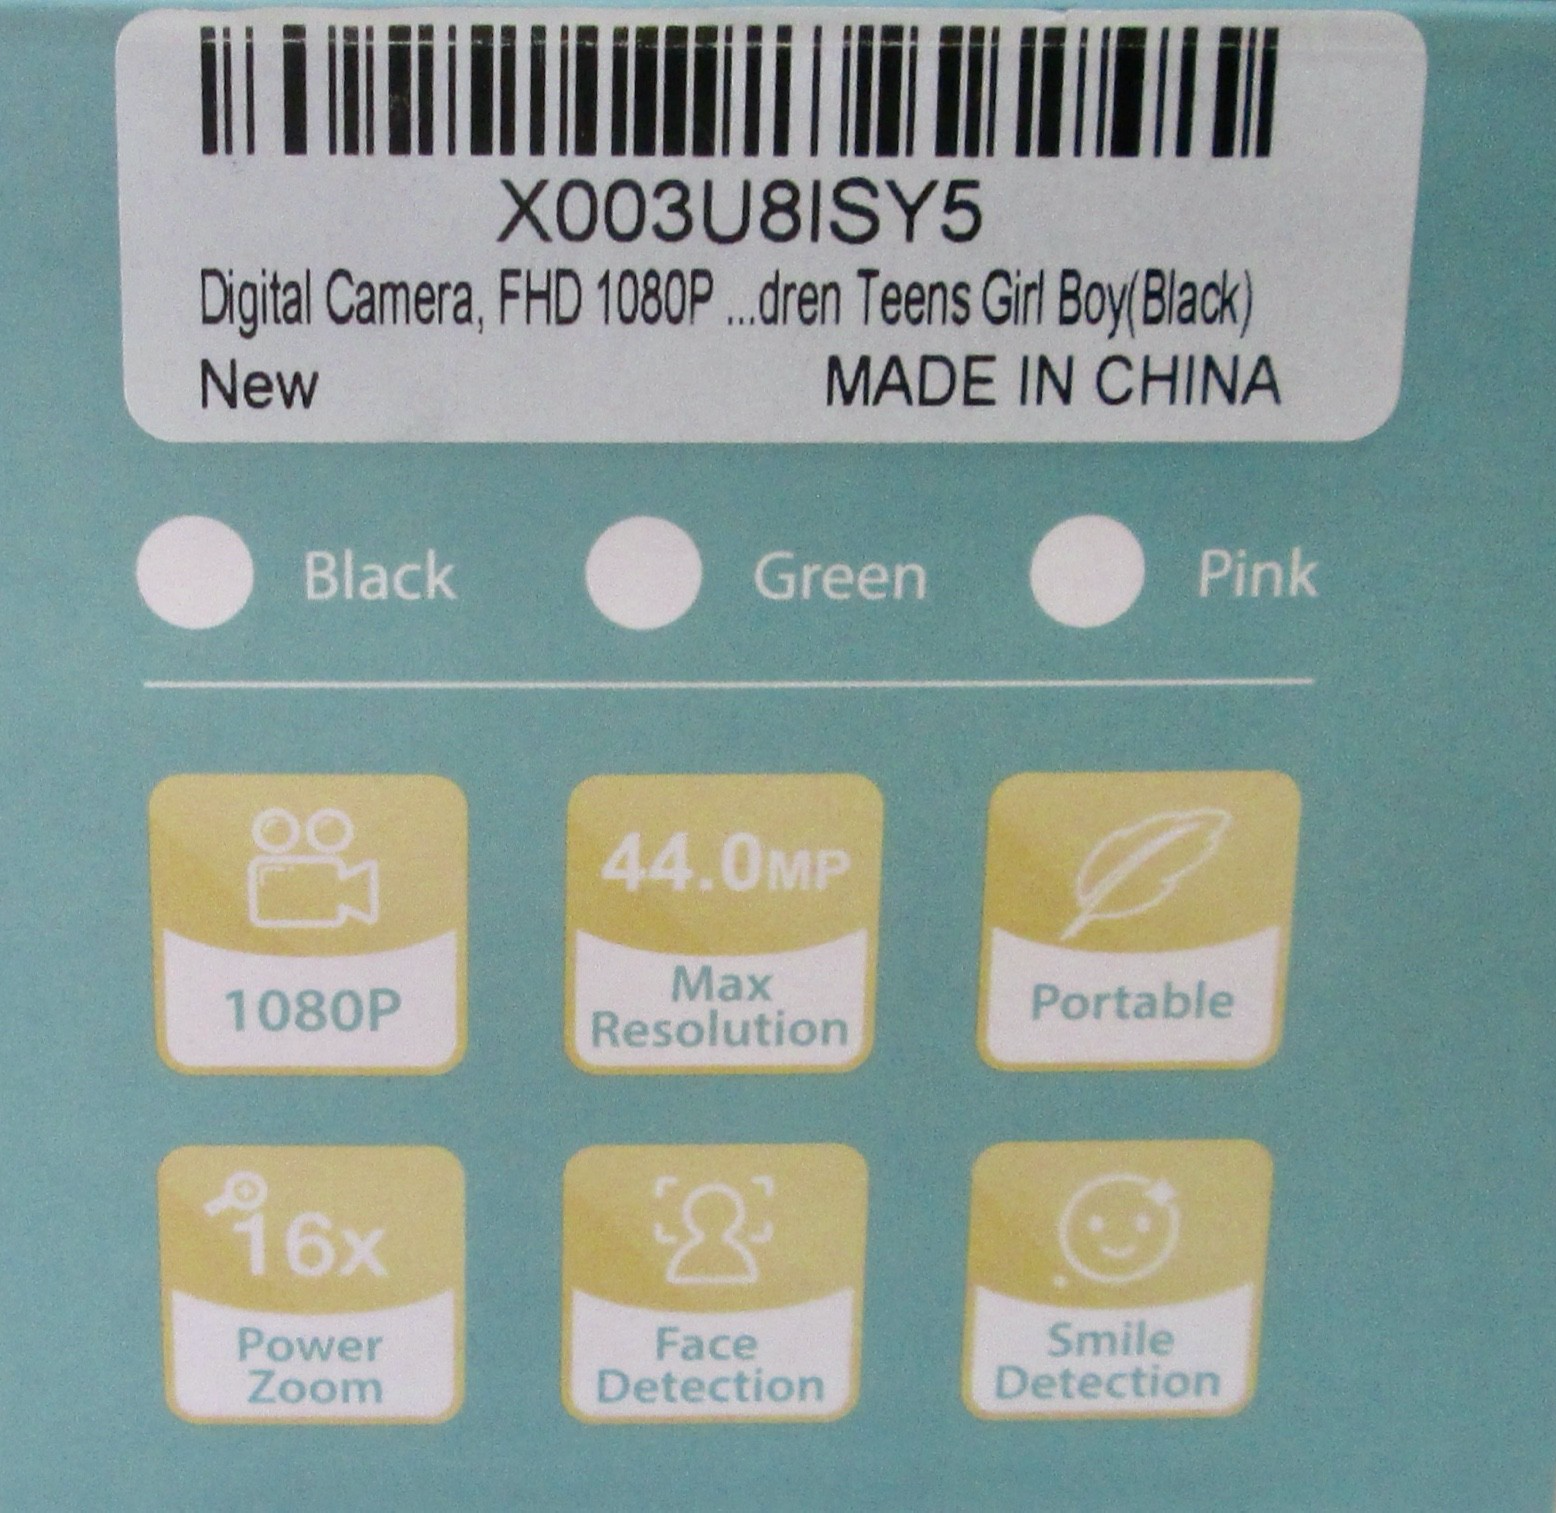 X003U8ISY5
Digital Camera, FHD 1080P ...dren Teens Girl Boy(Black)
New MADE IN CHINA
Black Green Pink
1080P
44.0MP
Max
Resolution
Portable
16x
Power
Zoom
Face
Detection
Smile
Detection